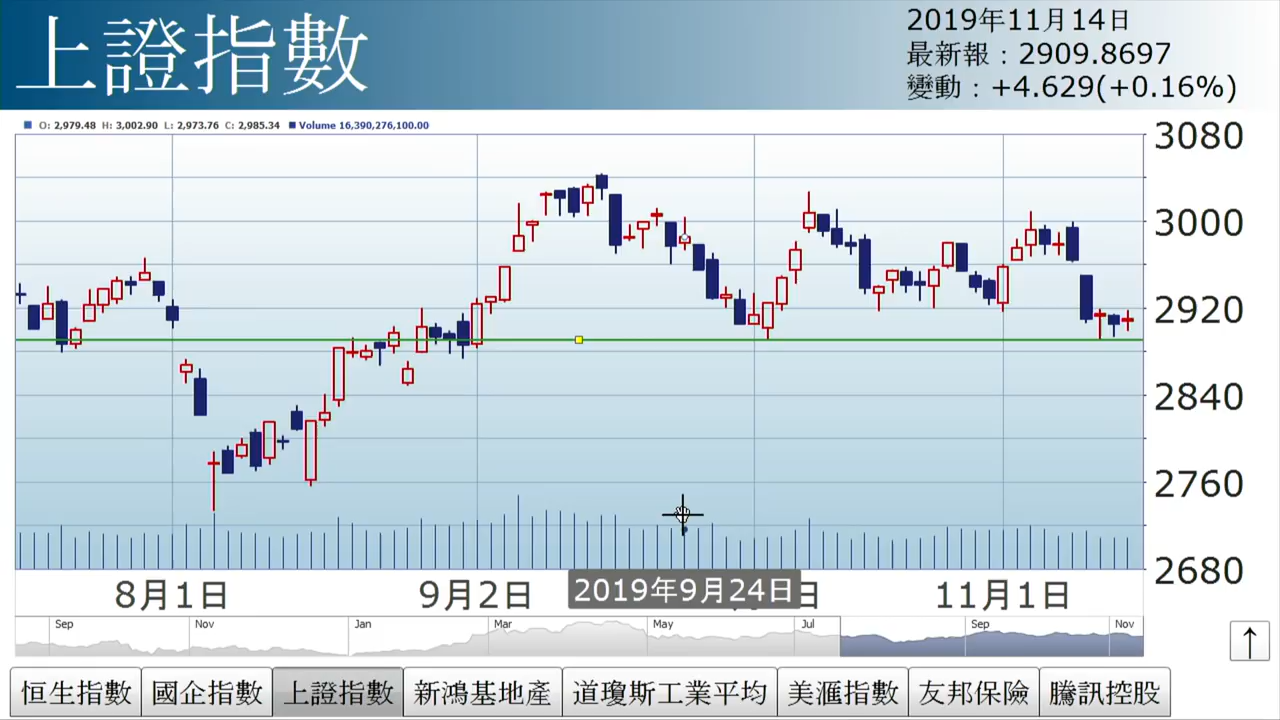 上證指數
2019年11月14日
最新報：2909.8697
變動：+4.629(+0.16%)
O: 2,979.48 H: 3,002.90 L: 2,973.76 C: 2,985.34 Volume 16,390,276,100.00
3080
3000
2920
2840
2760
2680
8月1日 9月2日 2019年9月24日 日 11月1日
Sep Nov Jan Mar May Jul Sep Nov
↑
恒生指數 國企指數 上證指數 新鴻基地產 道瓊斯工業平均 美滙指數 友邦保險 騰訊控股